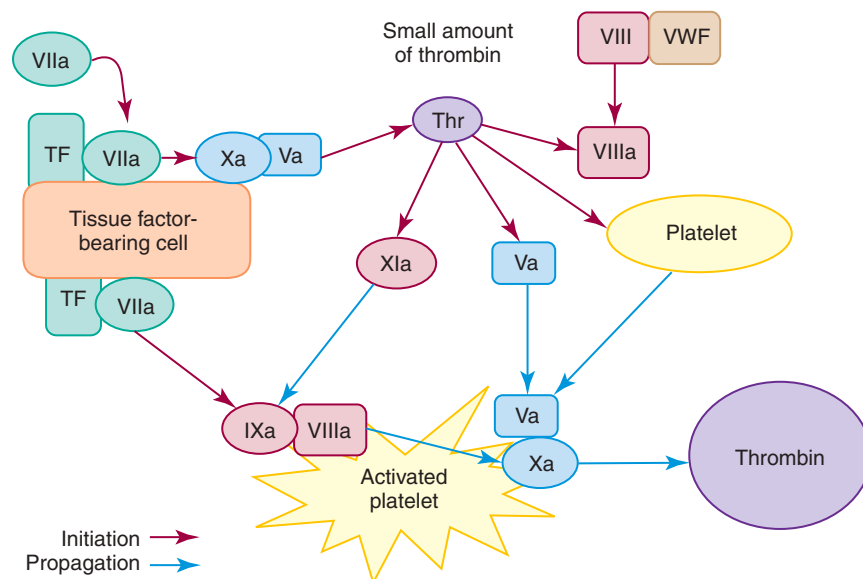 Small amount
of thrombin
VIII
VWF
VIIa
Thr
TF
VIIa
Xa
Va
VIIIa
Tissue factor-
bearing cell
Platelet
XIa
Va
TF
VIIa
IXa
VIIIa
Va
Xa
Thrombin
Activated
platelet
Initiation
Propagation